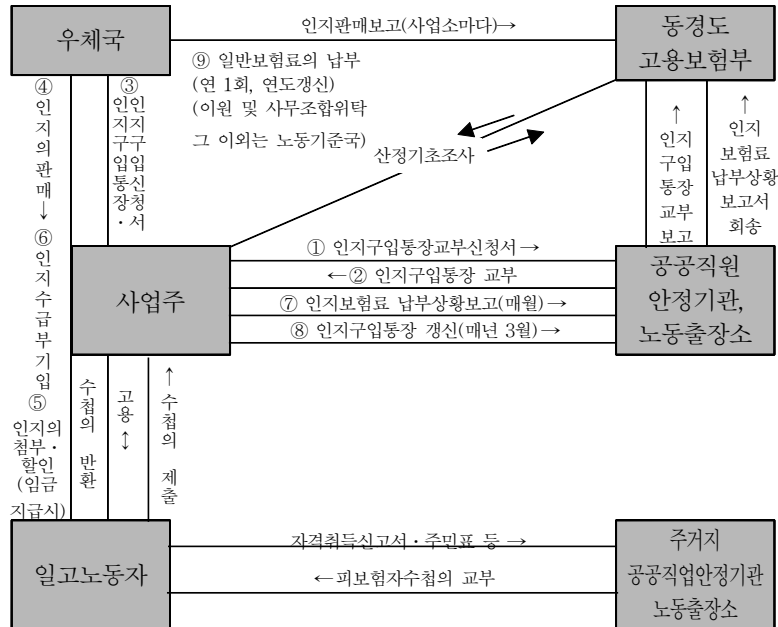 우체국
인지판매보고(사업소마다)→
동경도
고용보험부
⑨ 일반보험료의 납부
(연 1회, 연도갱신)
(이원 및 사무조합위탁
그 이외는 노동기준국)
산정기초조사
④ 인지의 판매→
③ 인지구입신청서
인지구입통장・
↑ 인지구입통장교부보고
↑
인지
보험료
납부상황
보고서
회송
사업주
① 인지구입통장교부신청서→
←② 인지구입통장 교부
⑦ 인지보험료 납부상황보고(매월)→
⑧ 인지구입통장 갱신(매년 3월)→
공공직원
안정기관,
노동출장소
⑥ 인지수급부기입
⑤
인지의
첨부・
할인
(임금
지급시)
수첩의 반환
고용 ↕
↑ 수첩의 제출
일고노동자
자격취득신고서・주민표 등 →
←피보험자수첩의 교부
주거지
공공직업안정기관
노동출장소